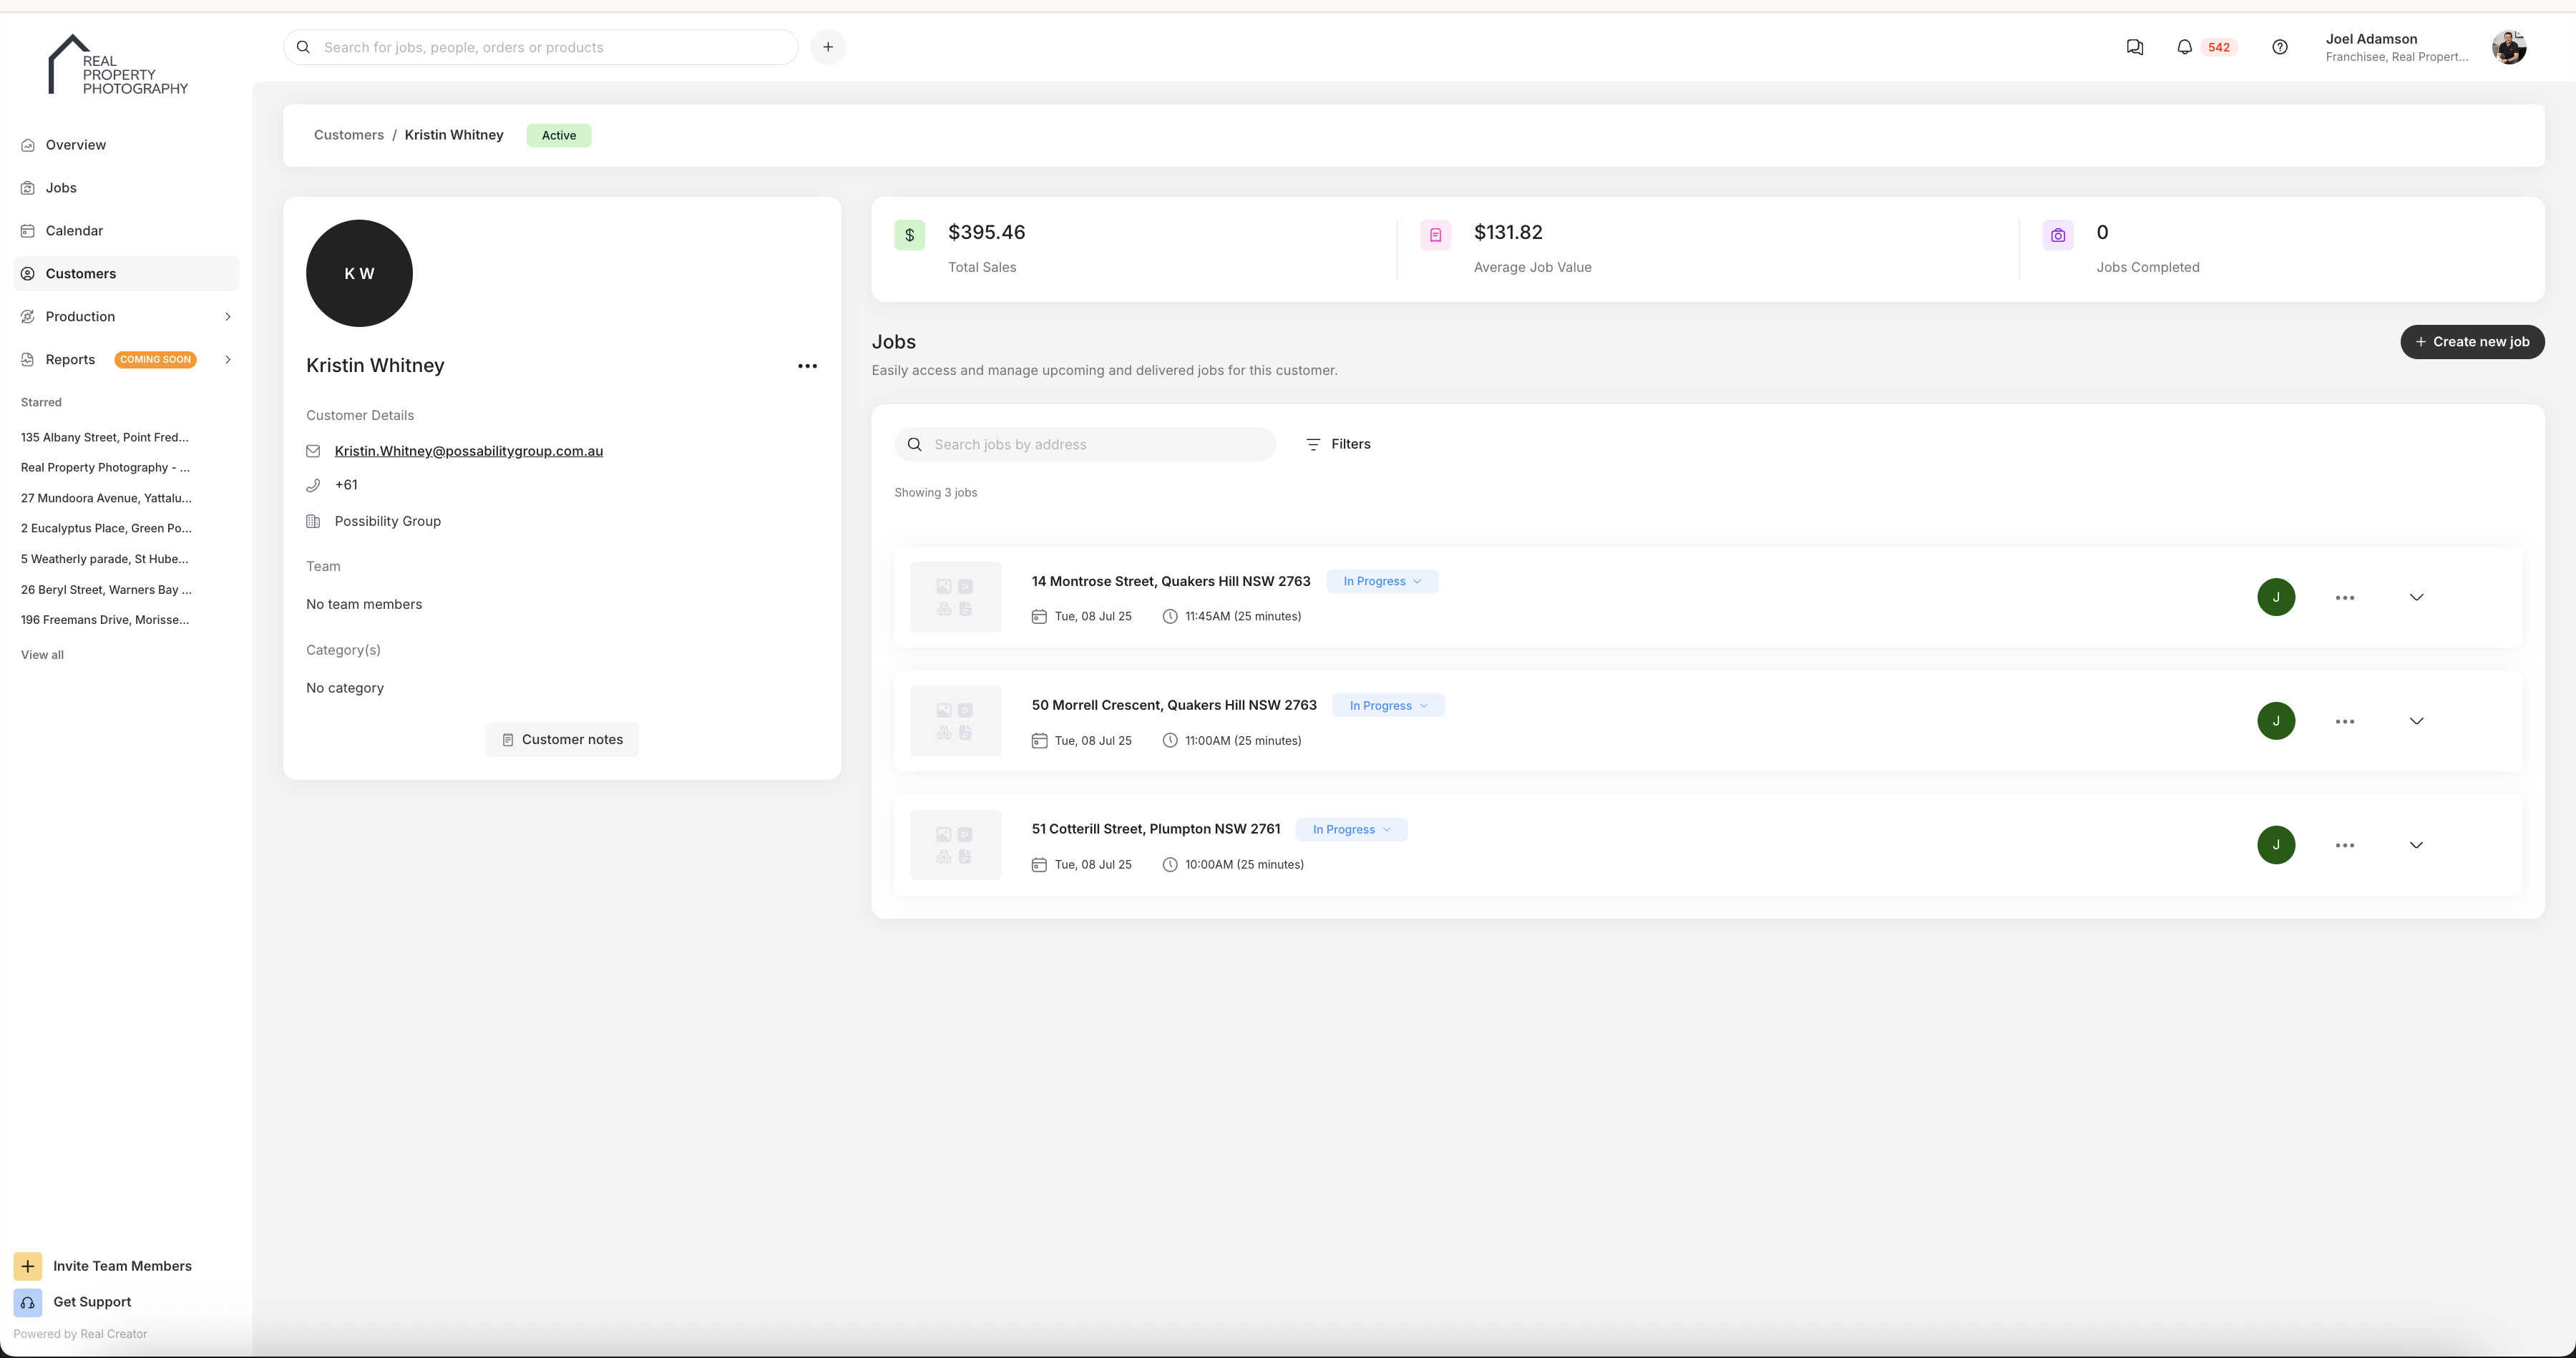 REAL
PROPERTY
PHOTOGRAPHY
Search for jobs, people, orders or products
542
Joel Adamson
Franchisee, Real Propert...
Overview
Jobs
Calendar
Customers
Production
Reports COMING SOON
Starred
135 Albany Street, Point Fred...
Real Property Photography - ...
27 Mundoora Avenue, Yattalu...
2 Eucalyptus Place, Green Po...
5 Weatherly parade, St Hube...
26 Beryl Street, Warners Bay ...
196 Freemans Drive, Morisse...
View all
Invite Team Members
Get Support
Powered by Real Creator
Customers / Kristin Whitney Active
K W
Kristin Whitney
Customer Details
Kristin.Whitney@possabilitygroup.com.au
+61
Possibility Group
Team
No team members
Category(s)
No category
Customer notes
$ $395.46
Total Sales
$131.82
Average Job Value
0
Jobs Completed
Jobs
+ Create new job
Easily access and manage upcoming and delivered jobs for this customer.
Search jobs by address
Filters
Showing 3 jobs
14 Montrose Street, Quakers Hill NSW 2763 In Progress
Tue, 08 Jul 25 11:45AM (25 minutes)
J
50 Morrell Crescent, Quakers Hill NSW 2763 In Progress
Tue, 08 Jul 25 11:00AM (25 minutes)
J
51 Cotterill Street, Plumpton NSW 2761 In Progress
Tue, 08 Jul 25 10:00AM (25 minutes)
J